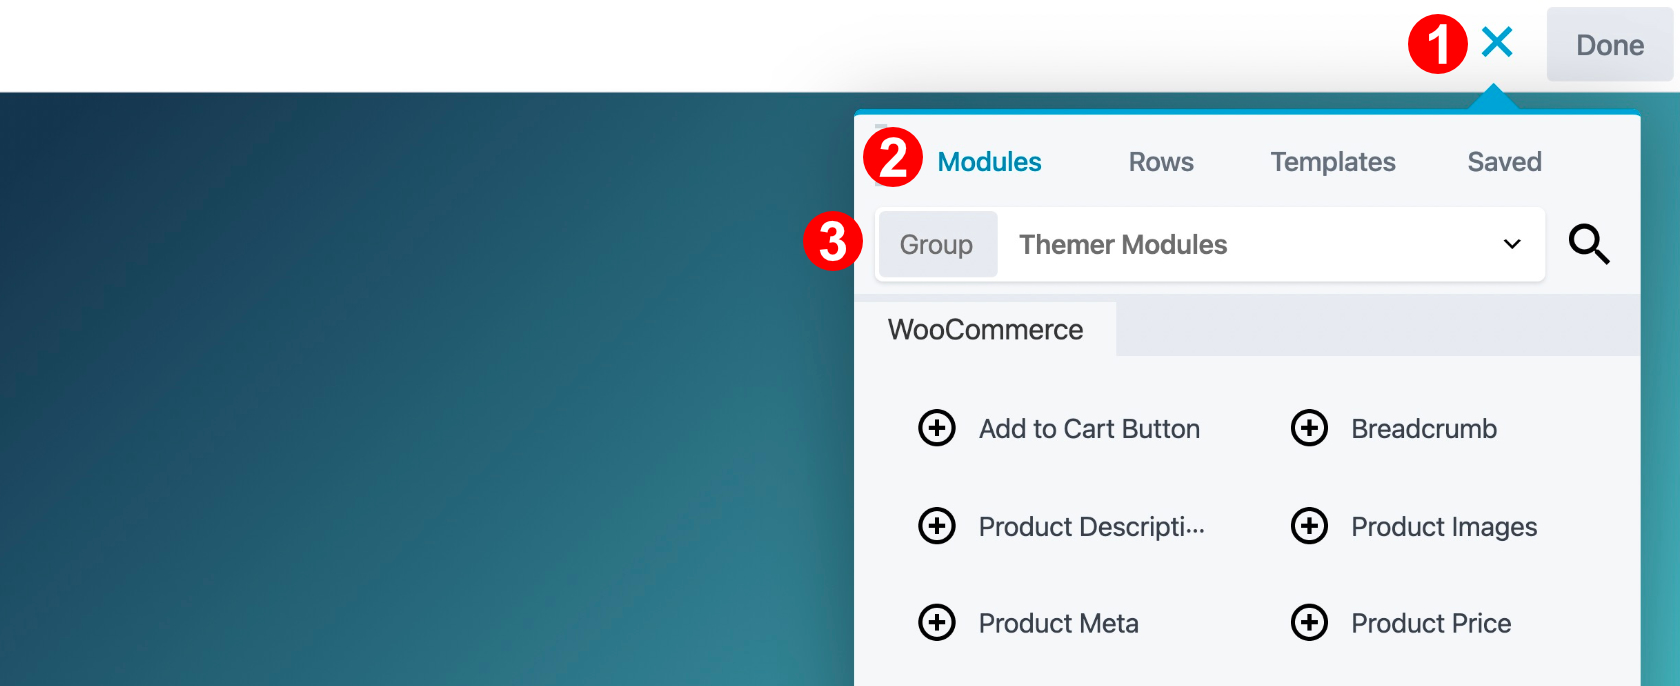 1 Done
2 Modules Rows Templates Saved
3 Group Themer Modules
WooCommerce
Add to Cart Button Breadcrumb
Product Descripti... Product Images
Product Meta Product Price